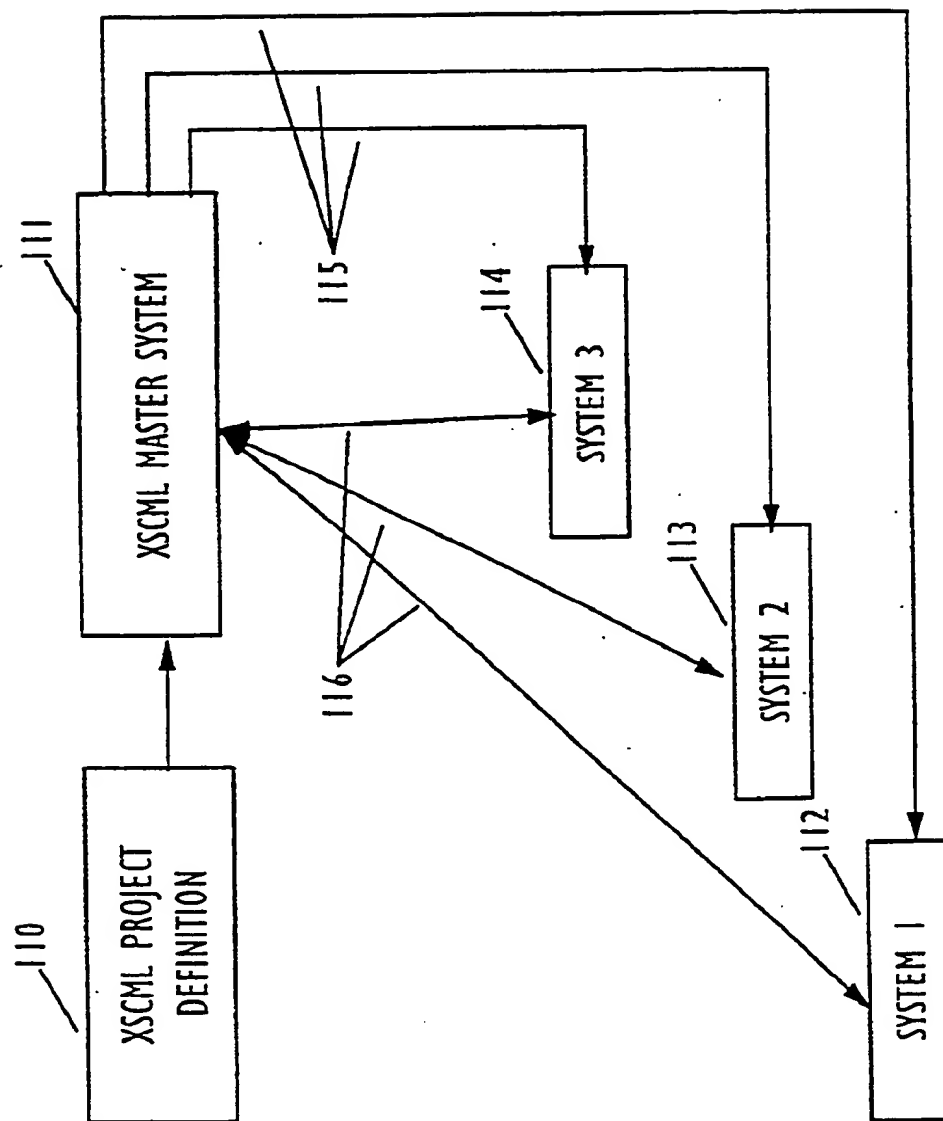 110
XSCML PROJECT
DEFINITION
111
XSCML MASTER SYSTEM
115
116
114
SYSTEM 3
113
SYSTEM 2
112
SYSTEM 1